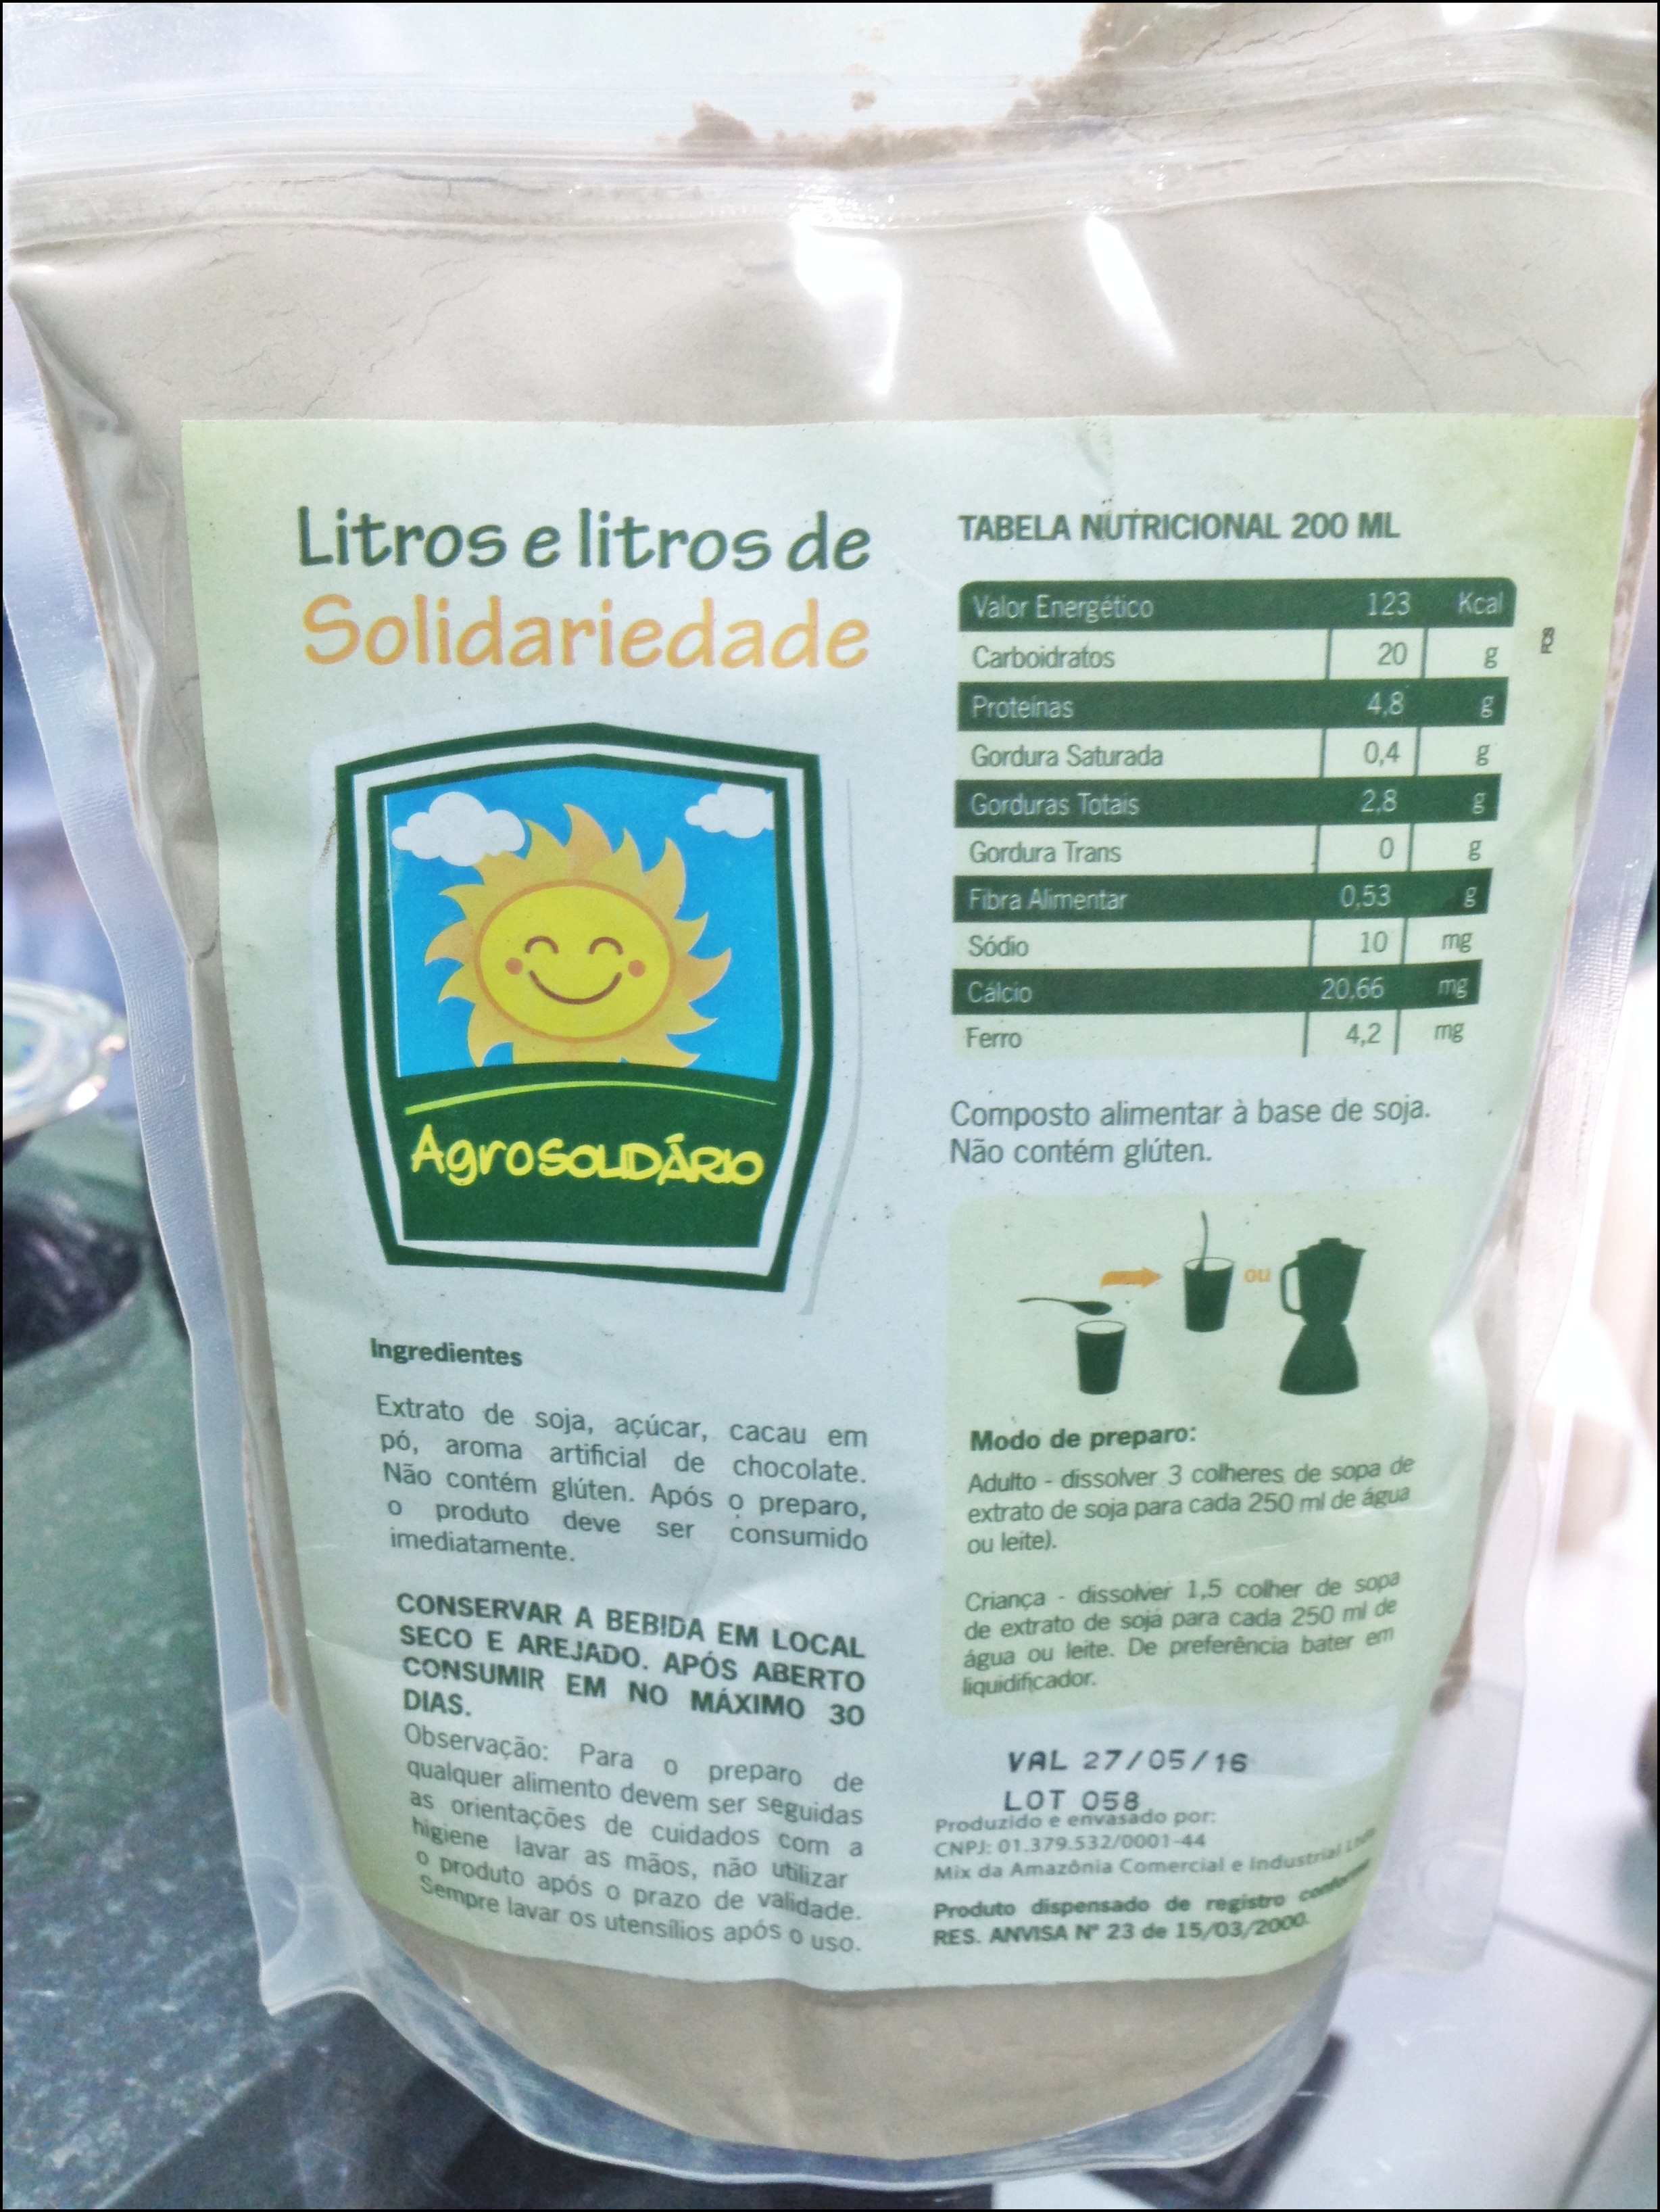 Litros e litros de
Solidariedade
AgroSOLIDÁRIO
Ingredientes
Extrato de soja, açúcar, cacau em
pó, aroma artificial de chocolate.
Não contém glúten. Após o preparo,
o produto deve ser consumido
imediatamente.
CONSERVAR A BEBIDA EM LOCAL
SECO E AREJADO. APÓS ABERTO
CONSUMIR EM NO MÁXIMO 30
DIAS.
Observação: Para o preparo de
qualquer alimento devem ser seguidas
as orientações de cuidados com a
higiene lavar as mãos, não utilizar
o produto após o prazo de validade.
Sempre lavar os utensílios após o uso.
TABELA NUTRICIONAL 200 ML
Valor Energético 123 Kcal
Carboidratos 20 g
Proteínas 4,8 g
Gordura Saturada 0,4 g
Gorduras Totais 2,8 g
Gordura Trans 0 g
Fibra Alimentar 0,53 g
Sódio 10 mg
Cálcio 20,66 mg
Ferro 4,2 mg
Composto alimentar à base de soja.
Não contém glúten.
ou
Modo de preparo:
Adulto - dissolver 3 colheres de sopa de
extrato de soja para cada 250 ml de água
ou leite).
Criança - dissolver 1,5 colher de sopa
de extrato de soja para cada 250 ml de
água ou leite. De preferência bater em
liquidificador.
VAL 27/05/16
LOT 058
Produzido e envasado por:
CNPJ: 01.379.532/0001-44
Mix da Amazônia Comercial e Industrial Ltda
Produto dispensado de registro conforme
RES. ANVISA Nº 23 de 15/03/2000.